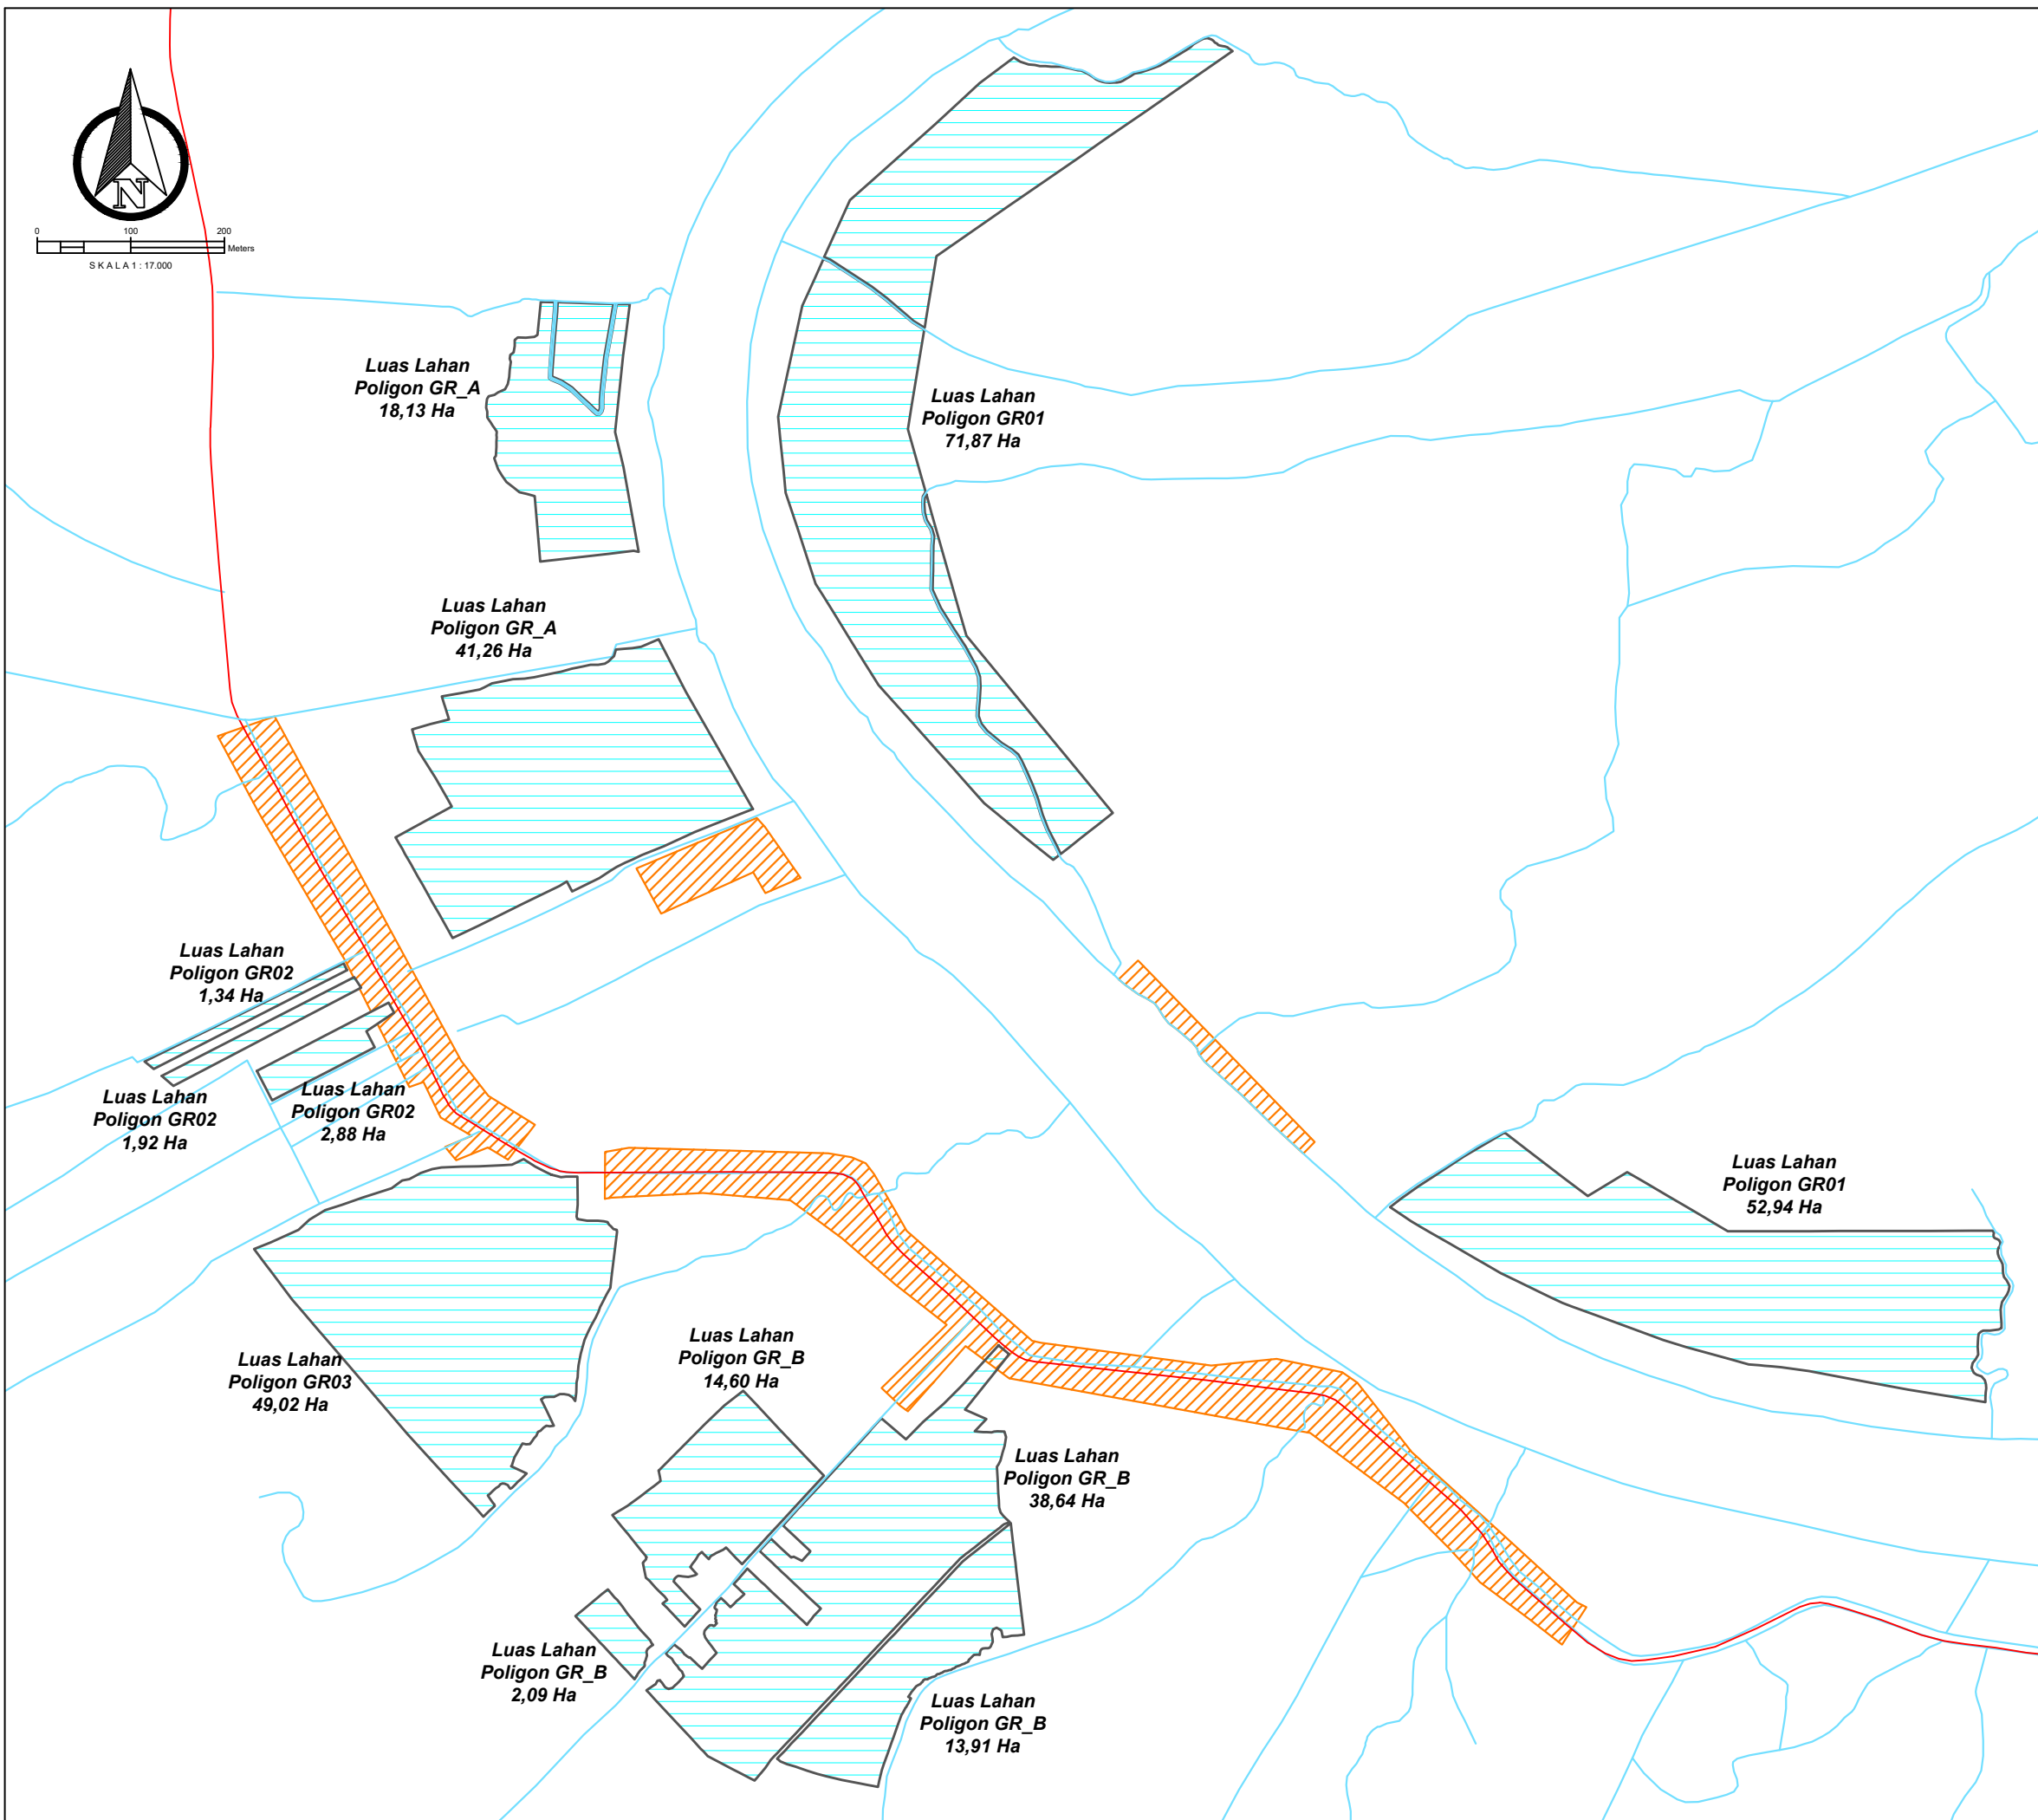 N
0 100 200
Meters
S K A L A 1 : 17.000
Luas Lahan
Poligon GR_A
18,13 Ha
Luas Lahan
Poligon GR01
71,87 Ha
Luas Lahan
Poligon GR_A
41,26 Ha
Luas Lahan
Poligon GR02
1,34 Ha
Luas Lahan
Poligon GR02
1,92 Ha
Luas Lahan
Poligon GR02
2,88 Ha
Luas Lahan
Poligon GR01
52,94 Ha
Luas Lahan
Poligon GR03
49,02 Ha
Luas Lahan
Poligon GR_B
14,60 Ha
Luas Lahan
Poligon GR_B
38,64 Ha
Luas Lahan
Poligon GR_B
2,09 Ha
Luas Lahan
Poligon GR_B
13,91 Ha